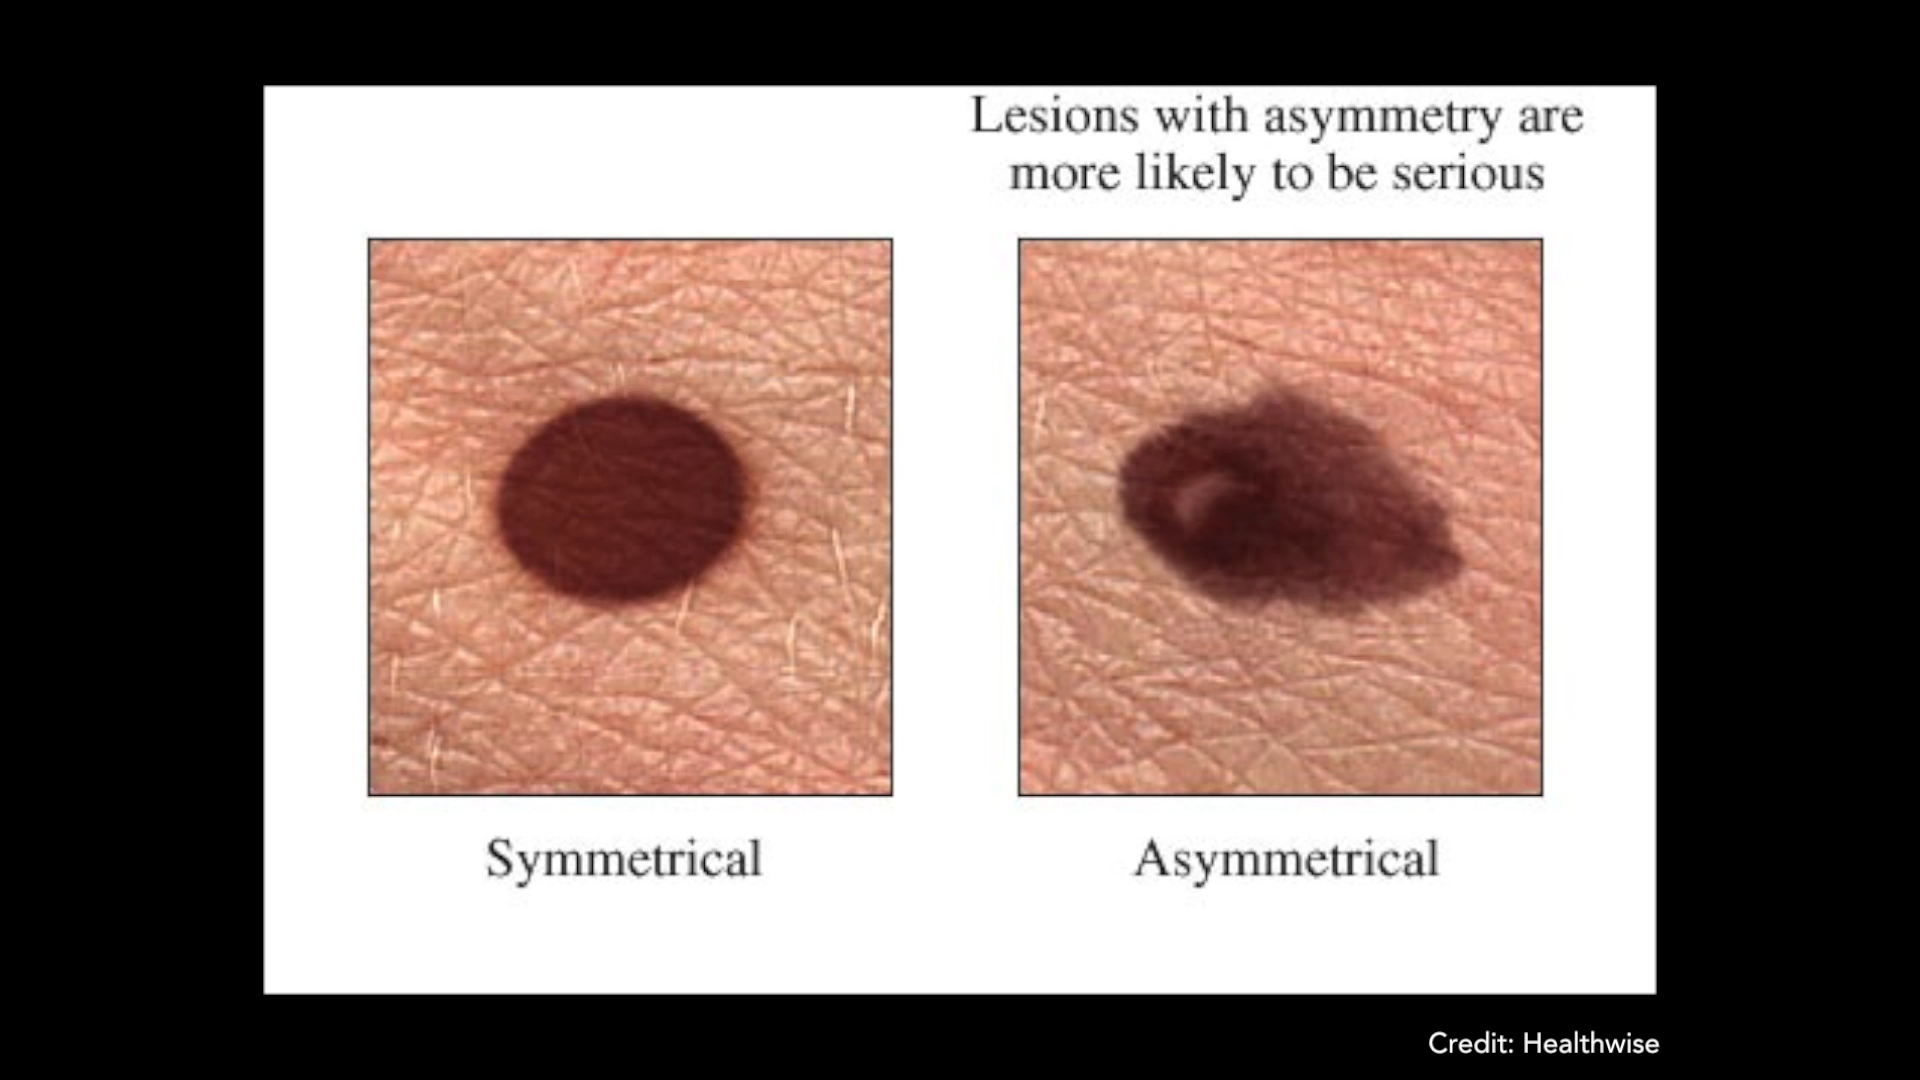 Lesions with asymmetry are
more likely to be serious
Symmetrical
Asymmetrical
Credit: Healthwise